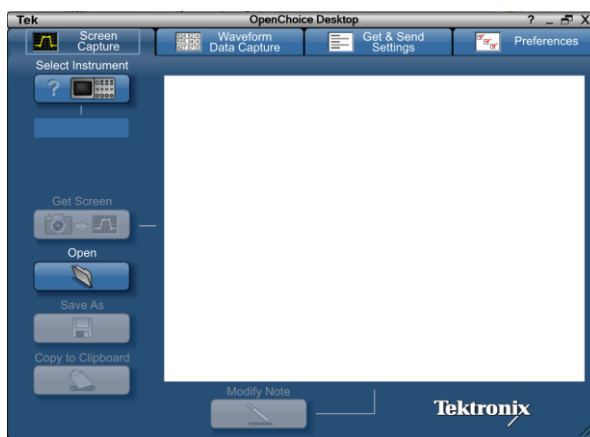 Tek
OpenChoice Desktop
Screen
Capture
Waveform
Data Capture
Get & Send
Settings
Preferences
Select Instrument
Get Screen
Open
Save As
Copy to Clipboard
Modify Note
Tektronix